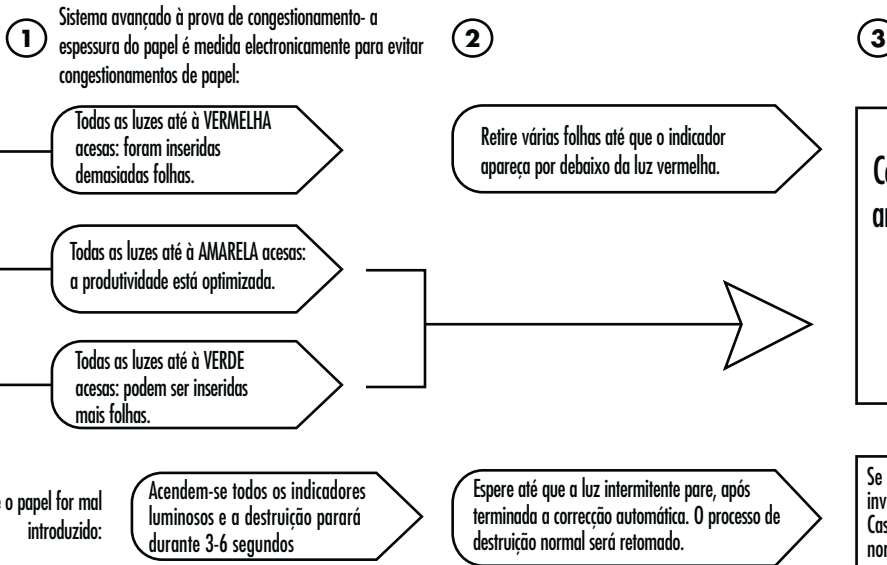 1
Sistema avançado à prova de congestionamento- a
espessura do papel é medida electronicamente para evitar
congestionamentos de papel:
2
3
Todas as luzes até à VERMELHA
acesas: foram inseridas
demasiadas folhas.
Retire várias folhas até que o indicador
apareça por debaixo da luz vermelha.
Todas as luzes até à AMARELA acesas:
a produtividade está optimizada.
Todas as luzes até à VERDE
acesas: podem ser inseridas
mais folhas.
o papel for mal
introduzido:
Acendem-se todos os indicadores
luminosos e a destruição parará
durante 3-6 segundos
Espere até que a luz intermitente pare, após
terminada a correcção automática. O processo de
destruição normal será retomado.
Se